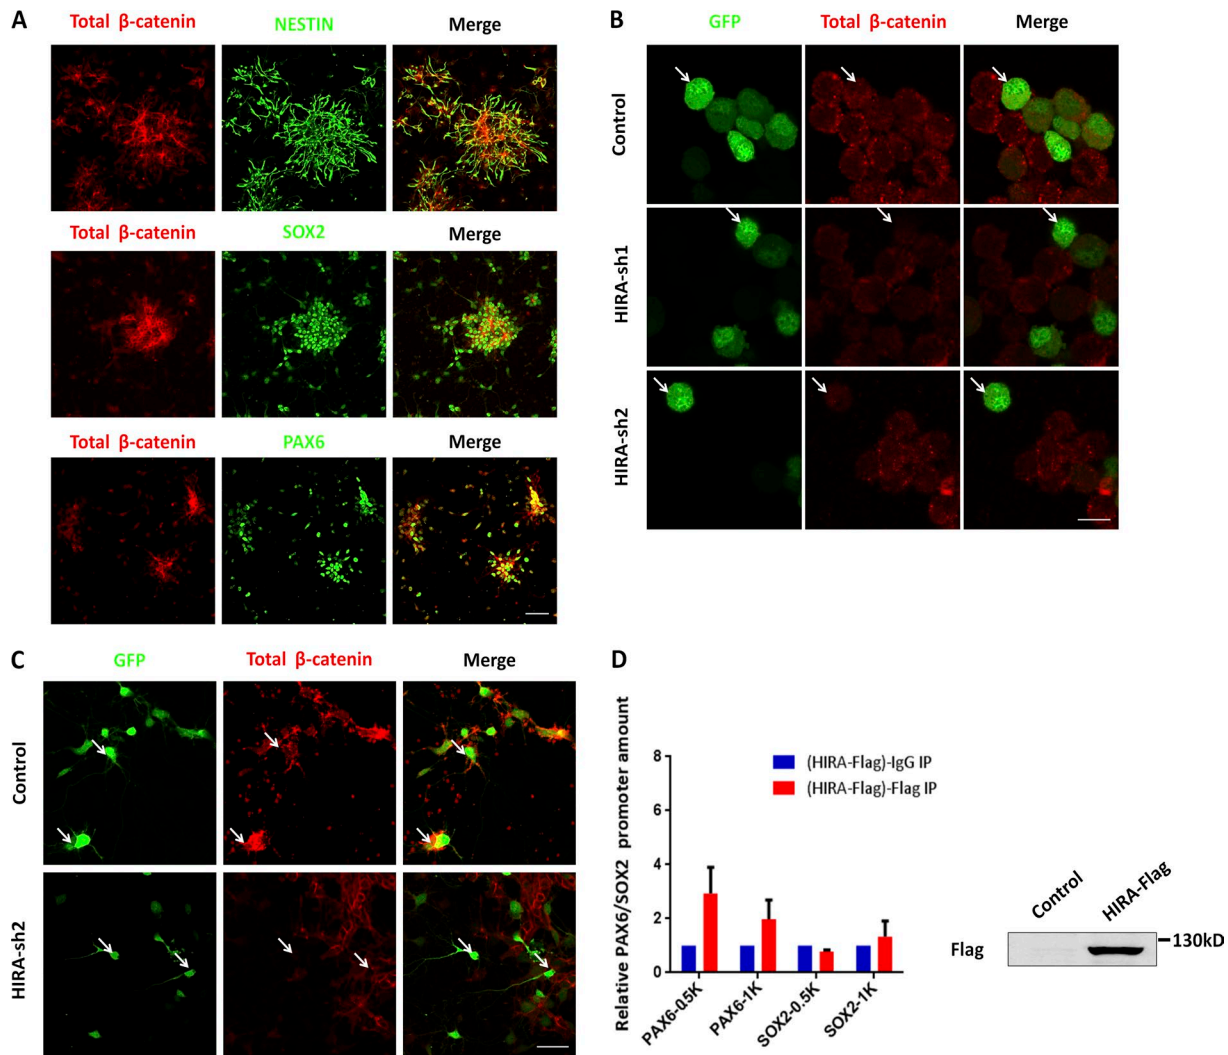 A
Total β-catenin NESTIN Merge
Total β-catenin SOX2 Merge
Total β-catenin PAX6 Merge
B
GFP Total β-catenin Merge
Control
HIRA-sh1
HIRA-sh2
C
GFP Total β-catenin Merge
Control
HIRA-sh2
D
Relative PAX6/SOX2 promoter amount
8
6
4
2
0
(HIRA-Flag)-IgG IP
(HIRA-Flag)-Flag IP
PAX6-0.5K
PAX6-1K
SOX2-0.5K
SOX2-1K
Control
HIRA-Flag
Flag
130kD